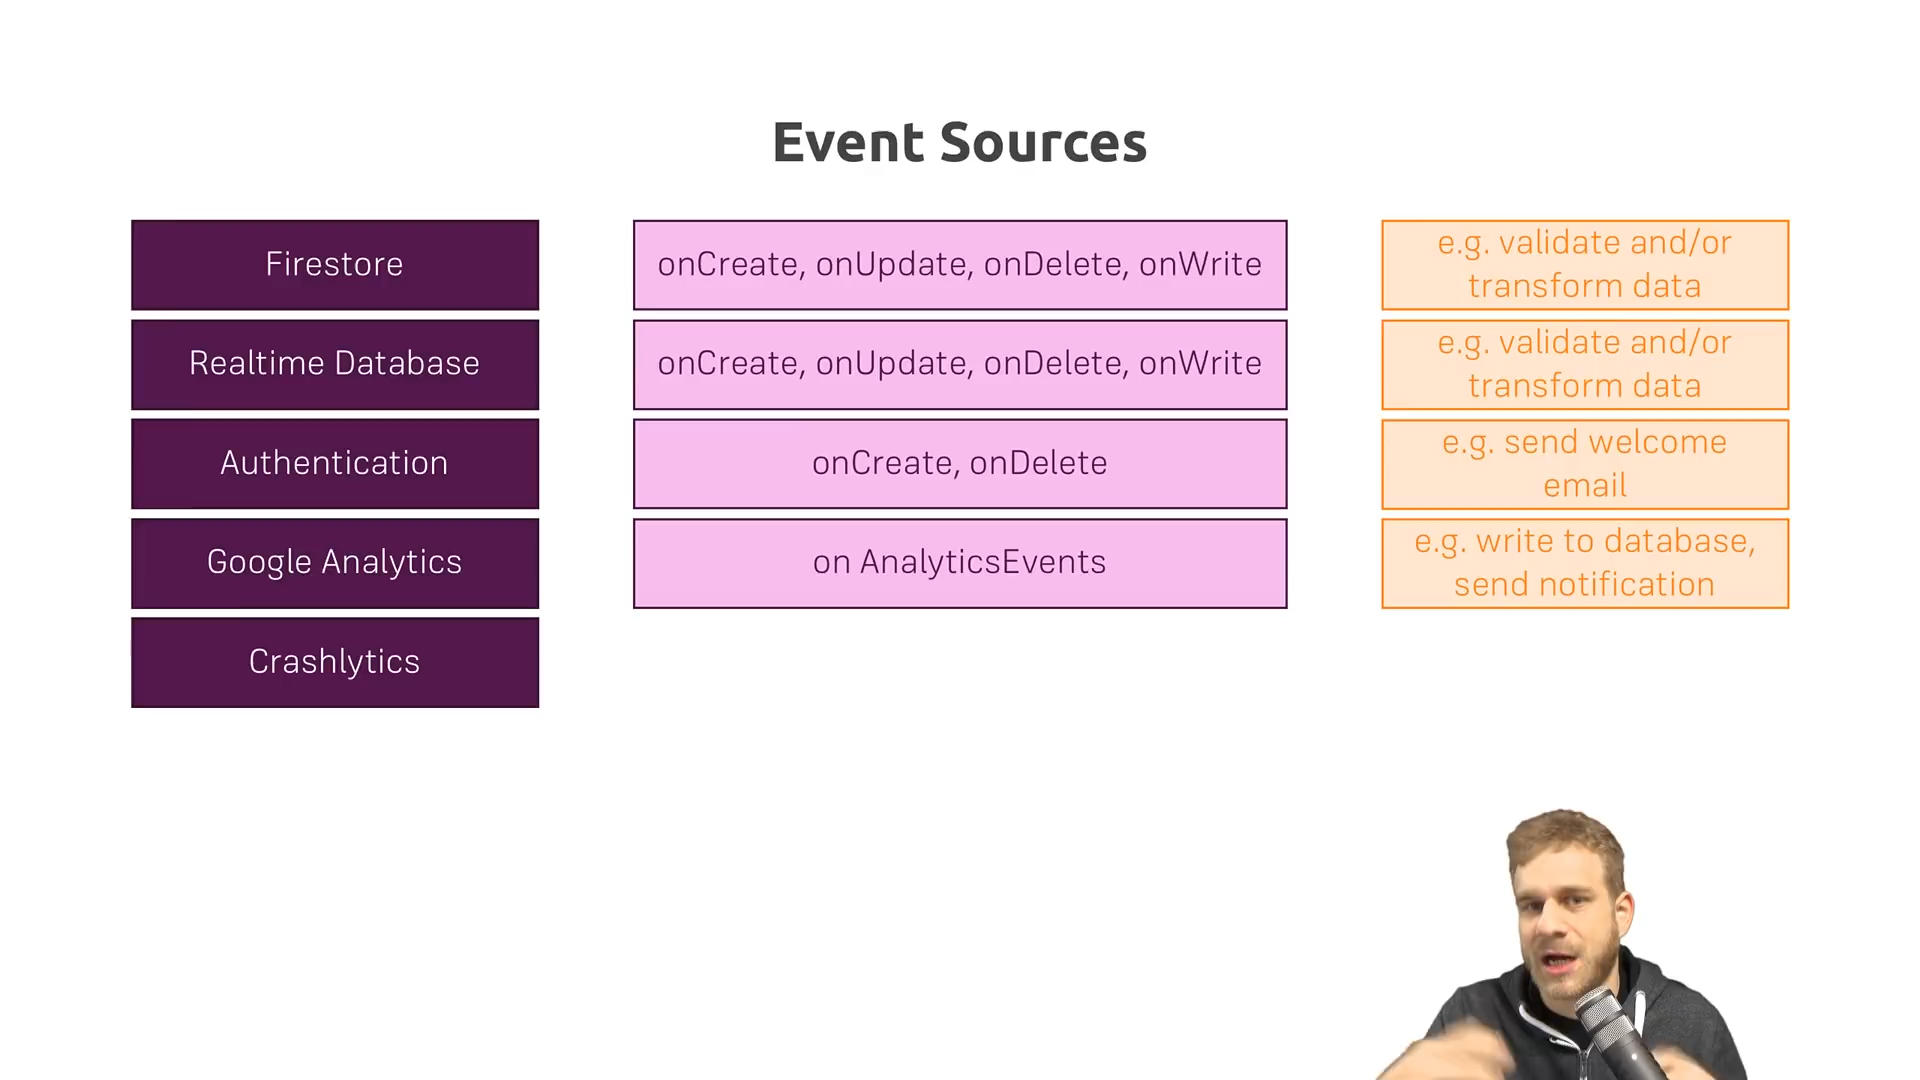 Event Sources
Firestore
onCreate, onUpdate, onDelete, onWrite
e.g. validate and/or
transform data
Realtime Database
onCreate, onUpdate, onDelete, onWrite
e.g. validate and/or
transform data
Authentication
onCreate, onDelete
e.g. send welcome
email
Google Analytics
on AnalyticsEvents
e.g. write to database,
send notification
Crashlytics